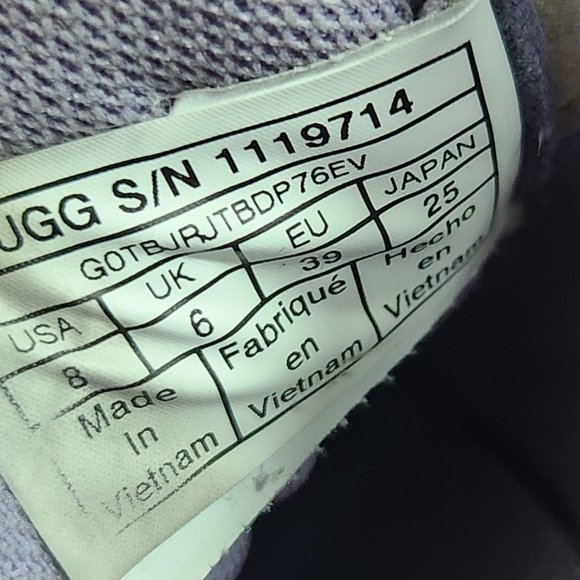 UGG S/N 1119714
G0TBJRJTBDP76EV
USA UK EU JAPAN
8 6 39 25
Made in Vietnam
Fabriqué en Vietnam
Hecho en Vietnam